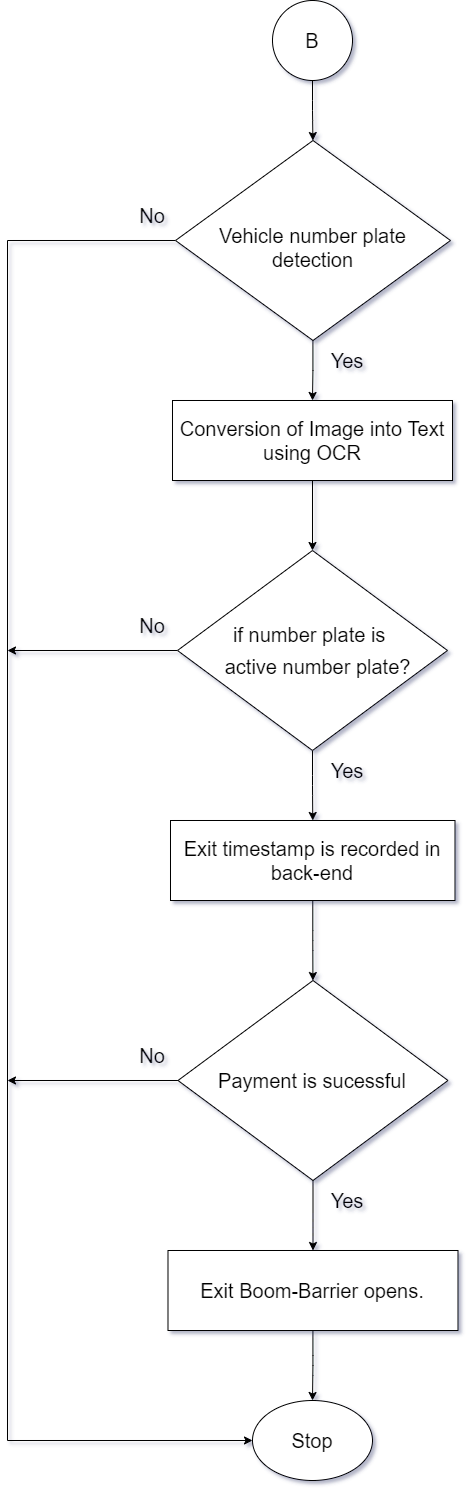 B
No
Vehicle number plate
detection
Yes
Conversion of Image into Text
using OCR
No
if number plate is
active number plate?
Yes
Exit timestamp is recorded in
back-end
No
Payment is sucessful
Yes
Exit Boom-Barrier opens.
Stop